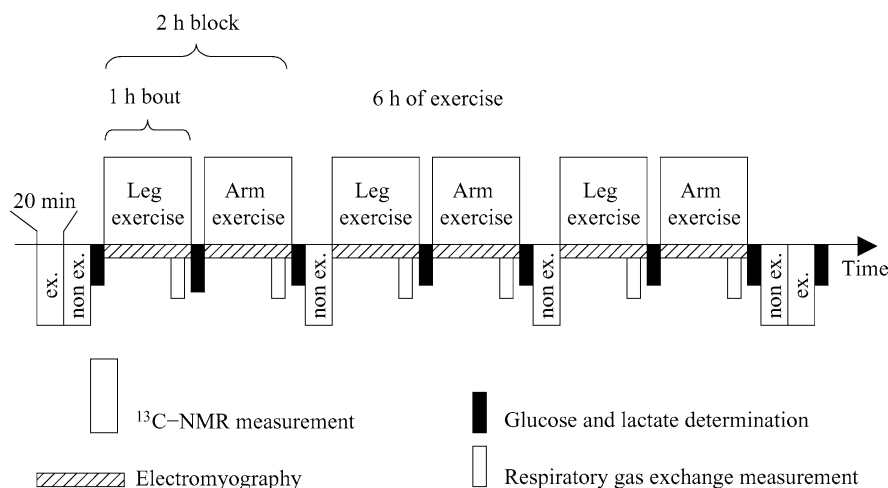 2 h block
1 h bout
6 h of exercise
20 min
Leg
exercise
Arm
exercise
Leg
exercise
Arm
exercise
Leg
exercise
Arm
exercise
ex.
non ex.
non ex.
non ex.
non ex.
ex.
Time
¹³C−NMR measurement
Glucose and lactate determination
Electromyography
Respiratory gas exchange measurement